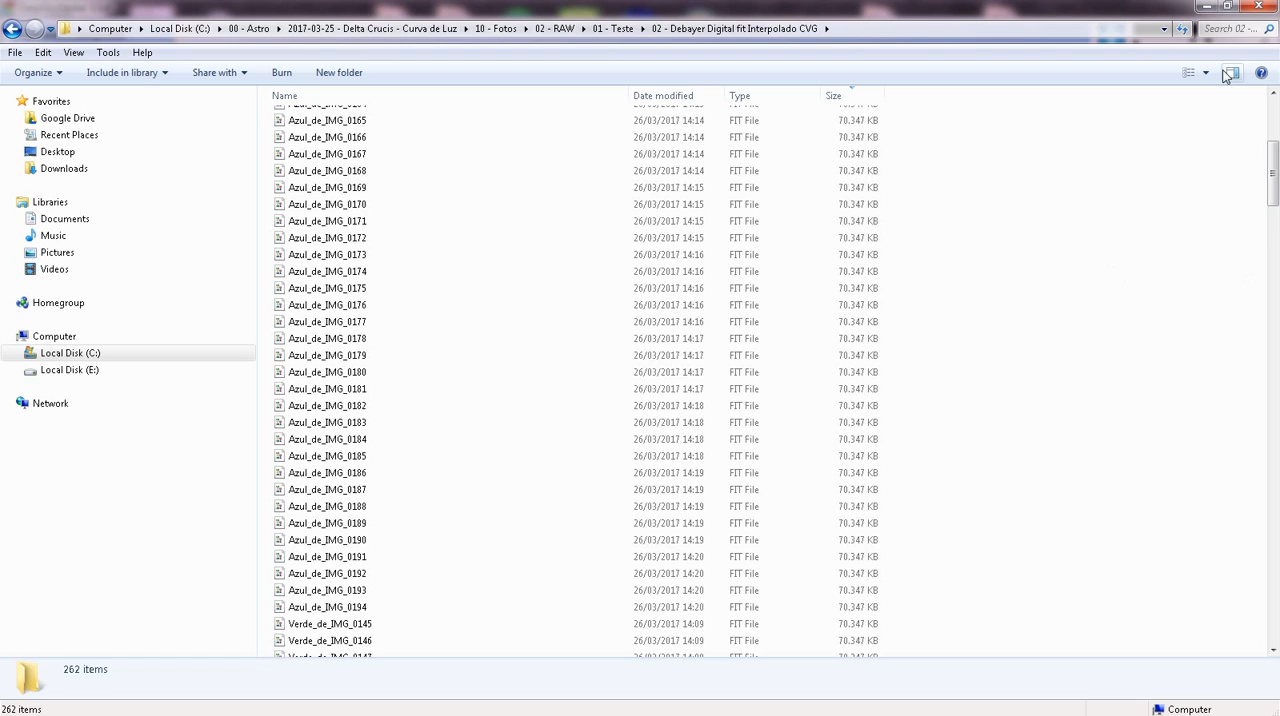 Computer ▸ Local Disk (C:) ▸ 00 - Astro ▸ 2017-03-25 - Delta Crucis - Curva de Luz ▸ 10 - Fotos ▸ 02 - RAW ▸ 01 - Teste ▸ 02 - Debayer Digital fit Interpolado CVG ▸ Search 02 -...
File Edit View Tools Help
Organize Include in library Share with Burn New folder
Name Date modified Type Size
Favorites
Google Drive
Recent Places
Desktop
Downloads
Libraries
Documents
Music
Pictures
Videos
Homegroup
Computer
Local Disk (C:)
Local Disk (E:)
Network
Azul_de_IMG_0165 26/03/2017 14:14 FIT File 70.347 KB
Azul_de_IMG_0166 26/03/2017 14:14 FIT File 70.347 KB
Azul_de_IMG_0167 26/03/2017 14:14 FIT File 70.347 KB
Azul_de_IMG_0168 26/03/2017 14:14 FIT File 70.347 KB
Azul_de_IMG_0169 26/03/2017 14:15 FIT File 70.347 KB
Azul_de_IMG_0170 26/03/2017 14:15 FIT File 70.347 KB
Azul_de_IMG_0171 26/03/2017 14:15 FIT File 70.347 KB
Azul_de_IMG_0172 26/03/2017 14:15 FIT File 70.347 KB
Azul_de_IMG_0173 26/03/2017 14:16 FIT File 70.347 KB
Azul_de_IMG_0174 26/03/2017 14:16 FIT File 70.347 KB
Azul_de_IMG_0175 26/03/2017 14:16 FIT File 70.347 KB
Azul_de_IMG_0176 26/03/2017 14:16 FIT File 70.347 KB
Azul_de_IMG_0177 26/03/2017 14:16 FIT File 70.347 KB
Azul_de_IMG_0178 26/03/2017 14:17 FIT File 70.347 KB
Azul_de_IMG_0179 26/03/2017 14:17 FIT File 70.347 KB
Azul_de_IMG_0180 26/03/2017 14:17 FIT File 70.347 KB
Azul_de_IMG_0181 26/03/2017 14:17 FIT File 70.347 KB
Azul_de_IMG_0182 26/03/2017 14:18 FIT File 70.347 KB
Azul_de_IMG_0183 26/03/2017 14:18 FIT File 70.347 KB
Azul_de_IMG_0184 26/03/2017 14:18 FIT File 70.347 KB
Azul_de_IMG_0185 26/03/2017 14:18 FIT File 70.347 KB
Azul_de_IMG_0186 26/03/2017 14:19 FIT File 70.347 KB
Azul_de_IMG_0187 26/03/2017 14:19 FIT File 70.347 KB
Azul_de_IMG_0188 26/03/2017 14:19 FIT File 70.347 KB
Azul_de_IMG_0189 26/03/2017 14:19 FIT File 70.347 KB
Azul_de_IMG_0190 26/03/2017 14:19 FIT File 70.347 KB
Azul_de_IMG_0191 26/03/2017 14:20 FIT File 70.347 KB
Azul_de_IMG_0192 26/03/2017 14:20 FIT File 70.347 KB
Azul_de_IMG_0193 26/03/2017 14:20 FIT File 70.347 KB
Azul_de_IMG_0194 26/03/2017 14:20 FIT File 70.347 KB
Verde_de_IMG_0145 26/03/2017 14:09 FIT File 70.347 KB
Verde_de_IMG_0146 26/03/2017 14:09 FIT File 70.347 KB
262 items
262 items Computer